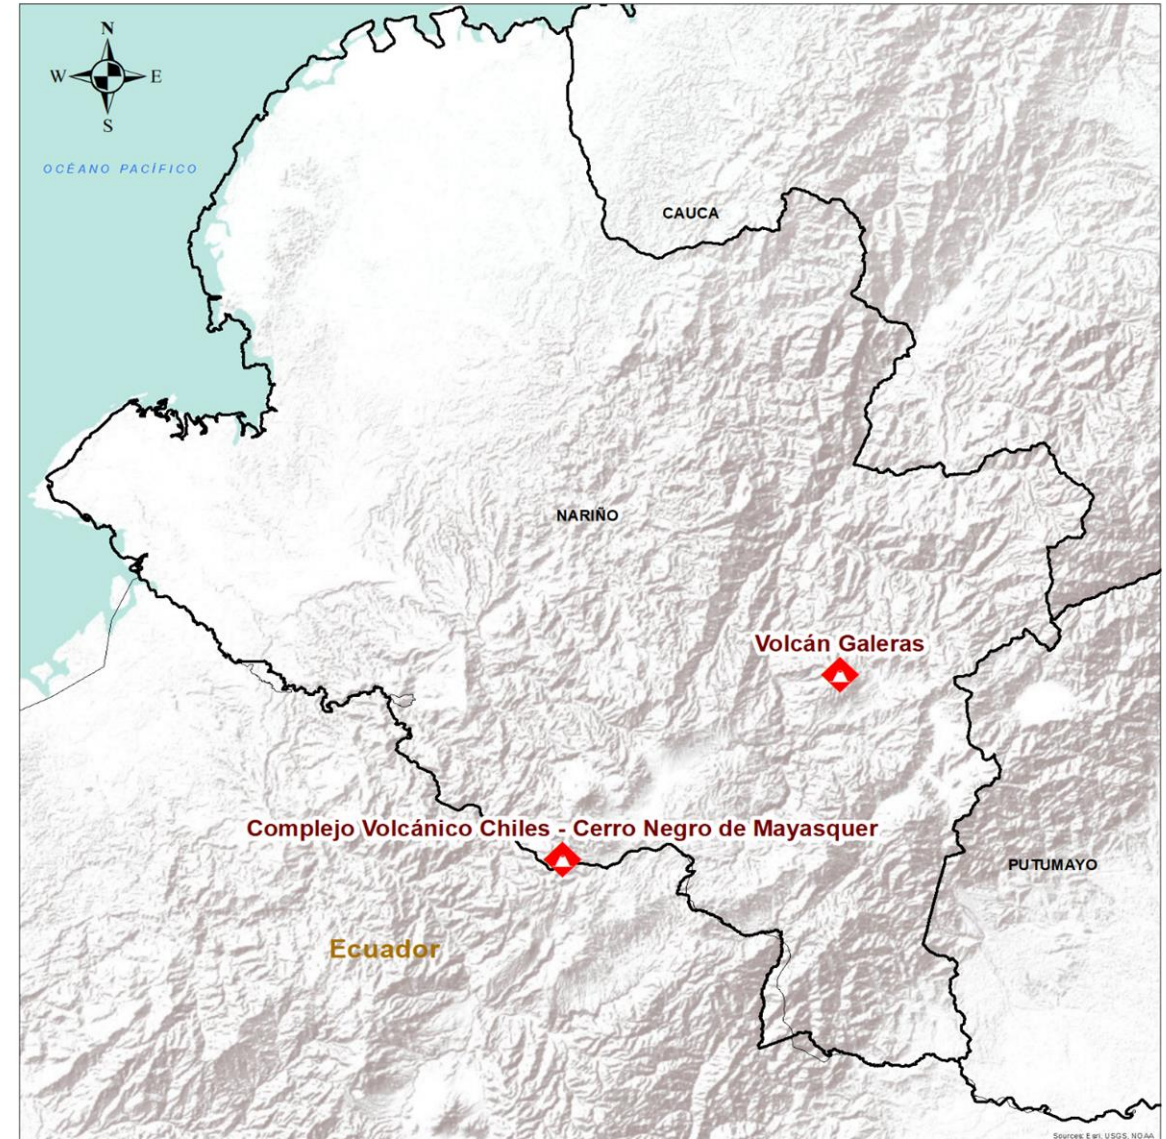 N
W E
S
OCÉANO PACÍFICO
CAUCA
NARIÑO
Volcán Galeras
Complejo Volcánico Chiles - Cerro Negro de Mayasquer
PUTUMAYO
Ecuador
Sources: Esri, USGS, NOAA